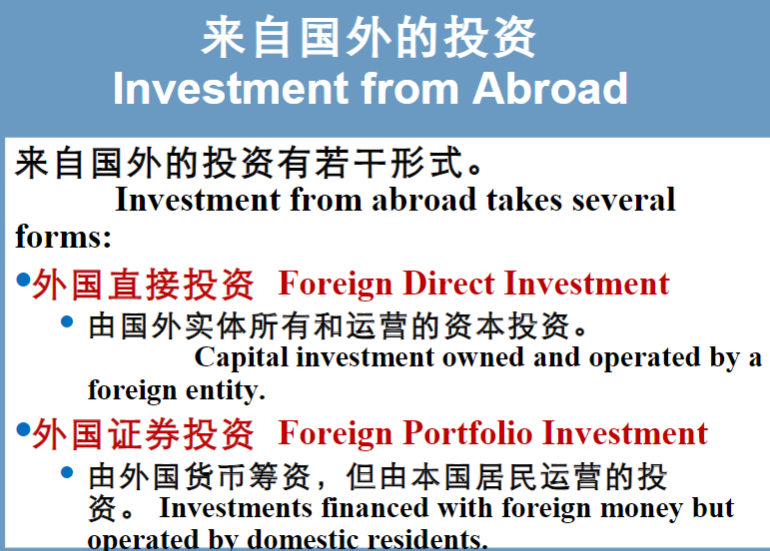 来自国外的投资
Investment from Abroad
来自国外的投资有若干形式。
Investment from abroad takes several
forms:
•外国直接投资 Foreign Direct Investment
• 由国外实体所有和运营的资本投资。
Capital investment owned and operated by a
foreign entity.
•外国证券投资 Foreign Portfolio Investment
• 由外国货币筹资，但由本国居民运营的投
资。 Investments financed with foreign money but
operated by domestic residents.